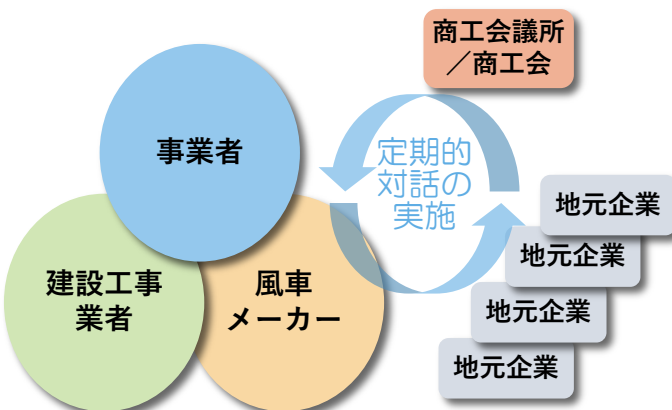 商工会議所
／商工会
事業者
定期的
対話の
実施
地元企業
地元企業
地元企業
地元企業
建設工事
業者
風車
メーカー